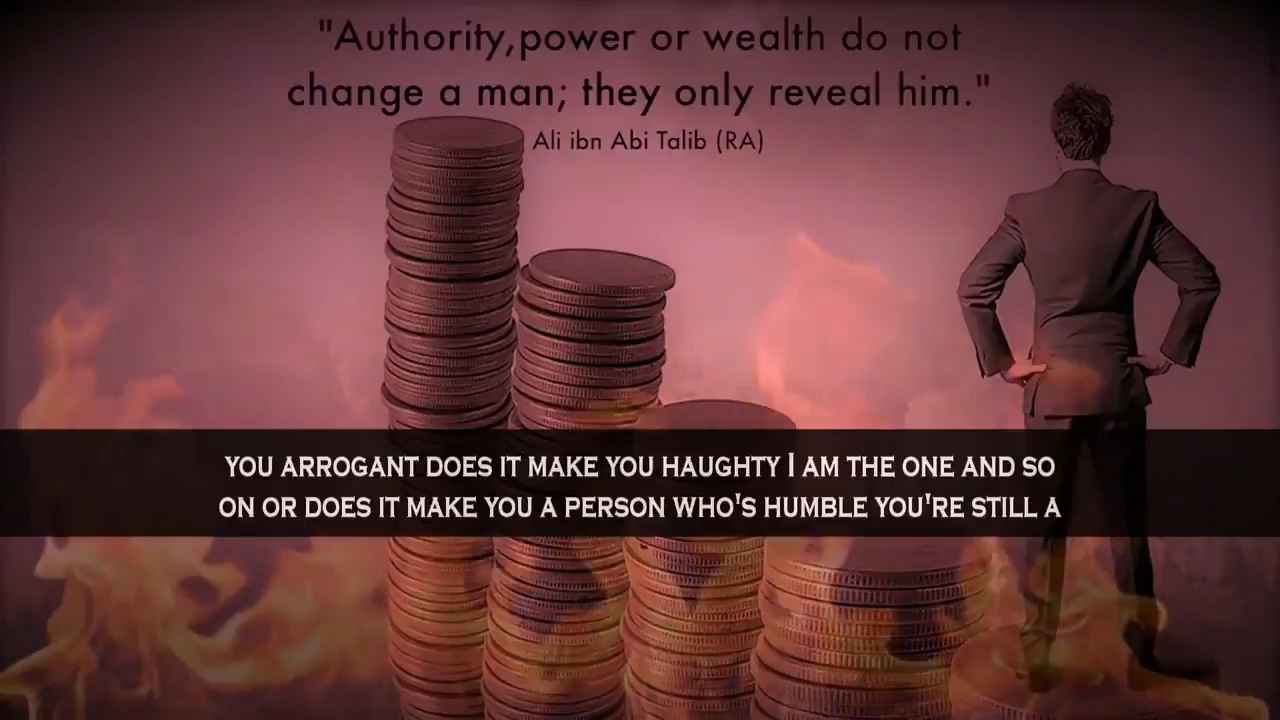 "Authority,power or wealth do not
change a man; they only reveal him."
Ali ibn Abi Talib (RA)
YOU ARROGANT DOES IT MAKE YOU HAUGHTY I AM THE ONE AND SO
ON OR DOES IT MAKE YOU A PERSON WHO'S HUMBLE YOU'RE STILL A